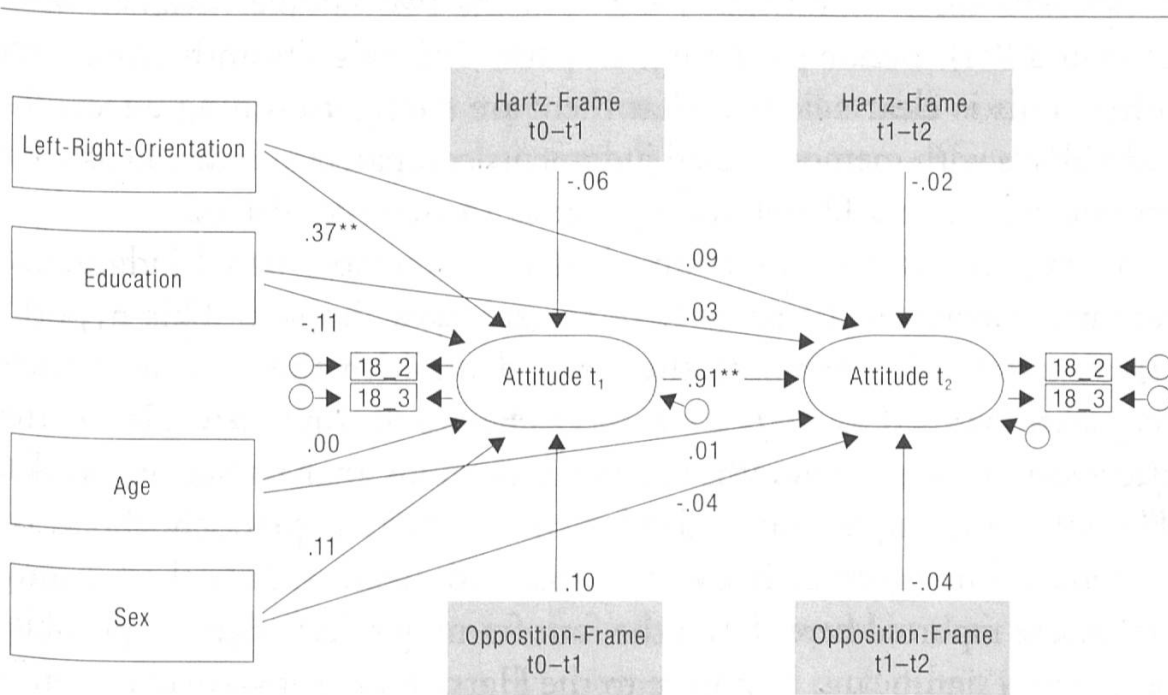 Hartz-Frame
t0–t1
Hartz-Frame
t1–t2
Left-Right-Orientation
-.06
-.02
.37**
.09
Education
.03
-.11
18_2
Attitude t₁
.91**
Attitude t₂
18_2
18_3
18_3
.00
.01
Age
-.04
.11
Sex
.10
-.04
Opposition-Frame
t0–t1
Opposition-Frame
t1–t2